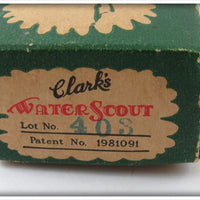 Clark's
WATER SCOUT
Lot No. 403
Patent No. 1981091